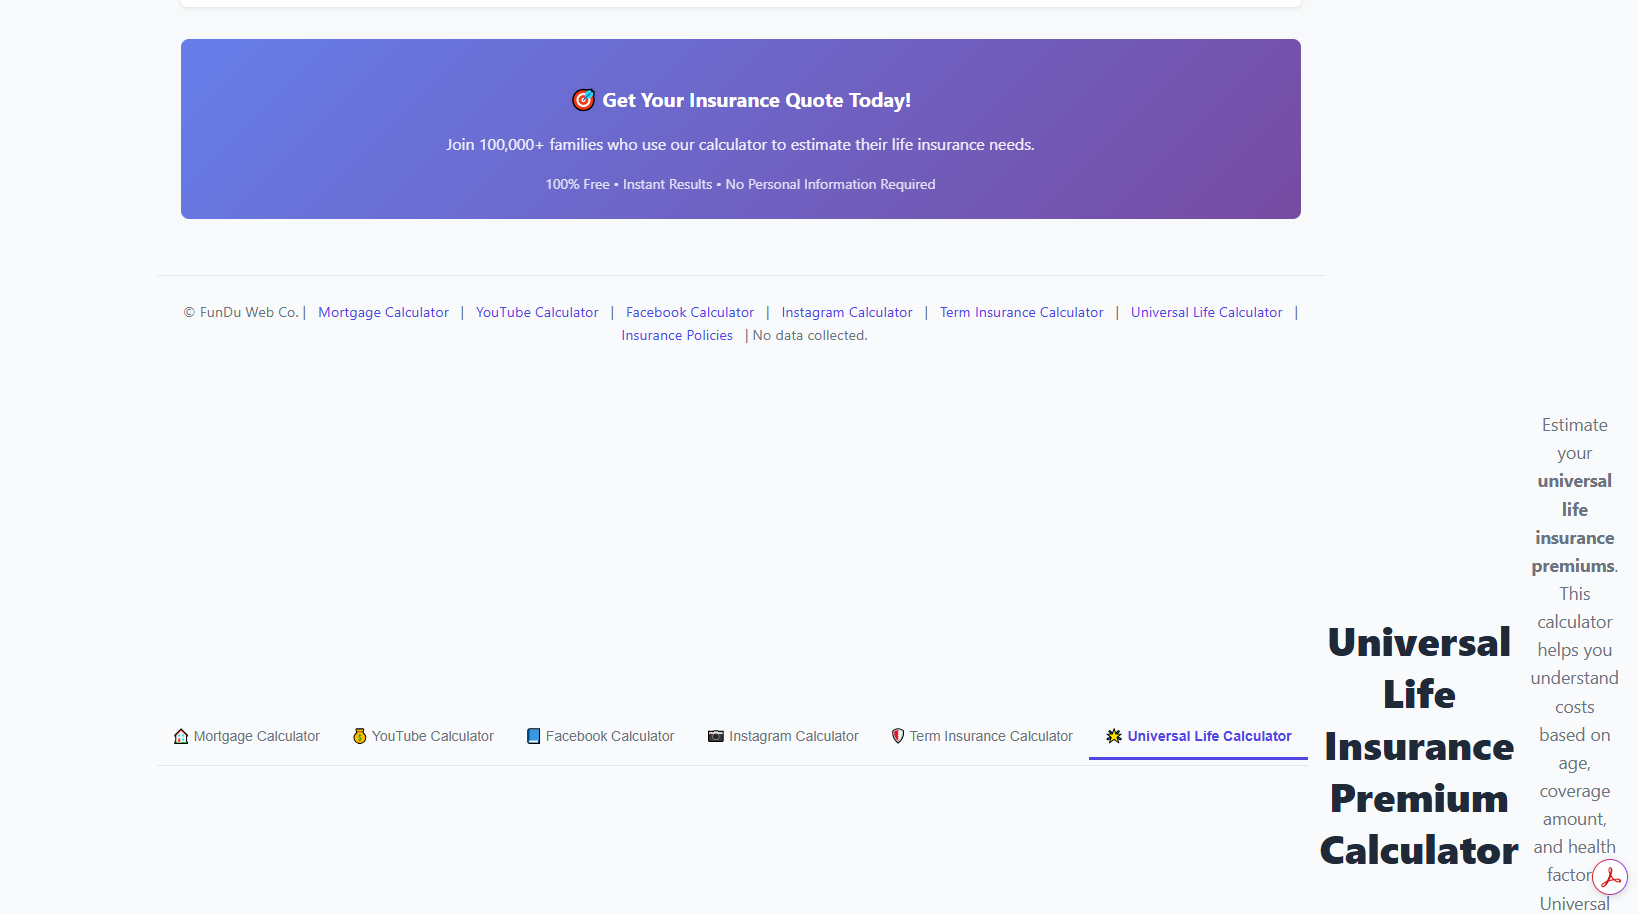 Get Your Insurance Quote Today!
Join 100,000+ families who use our calculator to estimate their life insurance needs.
100% Free • Instant Results • No Personal Information Required
© FunDu Web Co. | Mortgage Calculator | YouTube Calculator | Facebook Calculator | Instagram Calculator | Term Insurance Calculator | Universal Life Calculator |
Insurance Policies | No data collected.
Mortgage Calculator YouTube Calculator Facebook Calculator Instagram Calculator Term Insurance Calculator Universal Life Calculator
Universal
Life
Insurance
Premium
Calculator
Estimate
your
universal
life
insurance
premiums.
This
calculator
helps you
understand
costs
based on
age,
coverage
amount,
and health
factor
Universal